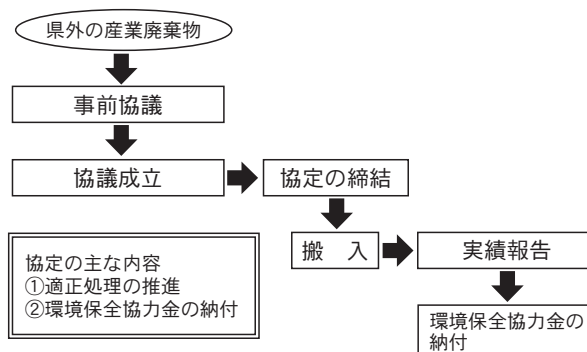 県外の産業廃棄物
事前協議
協議成立
協定の締結
搬　入
実績報告
協定の主な内容
①適正処理の推進
②環境保全協力金の納付
環境保全協力金の
納付